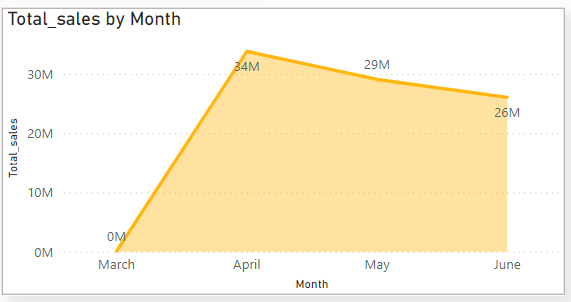 Total_sales by Month
30M
20M
10M
0M
Total_sales
0M
34M
29M
26M
March
April
May
June
Month